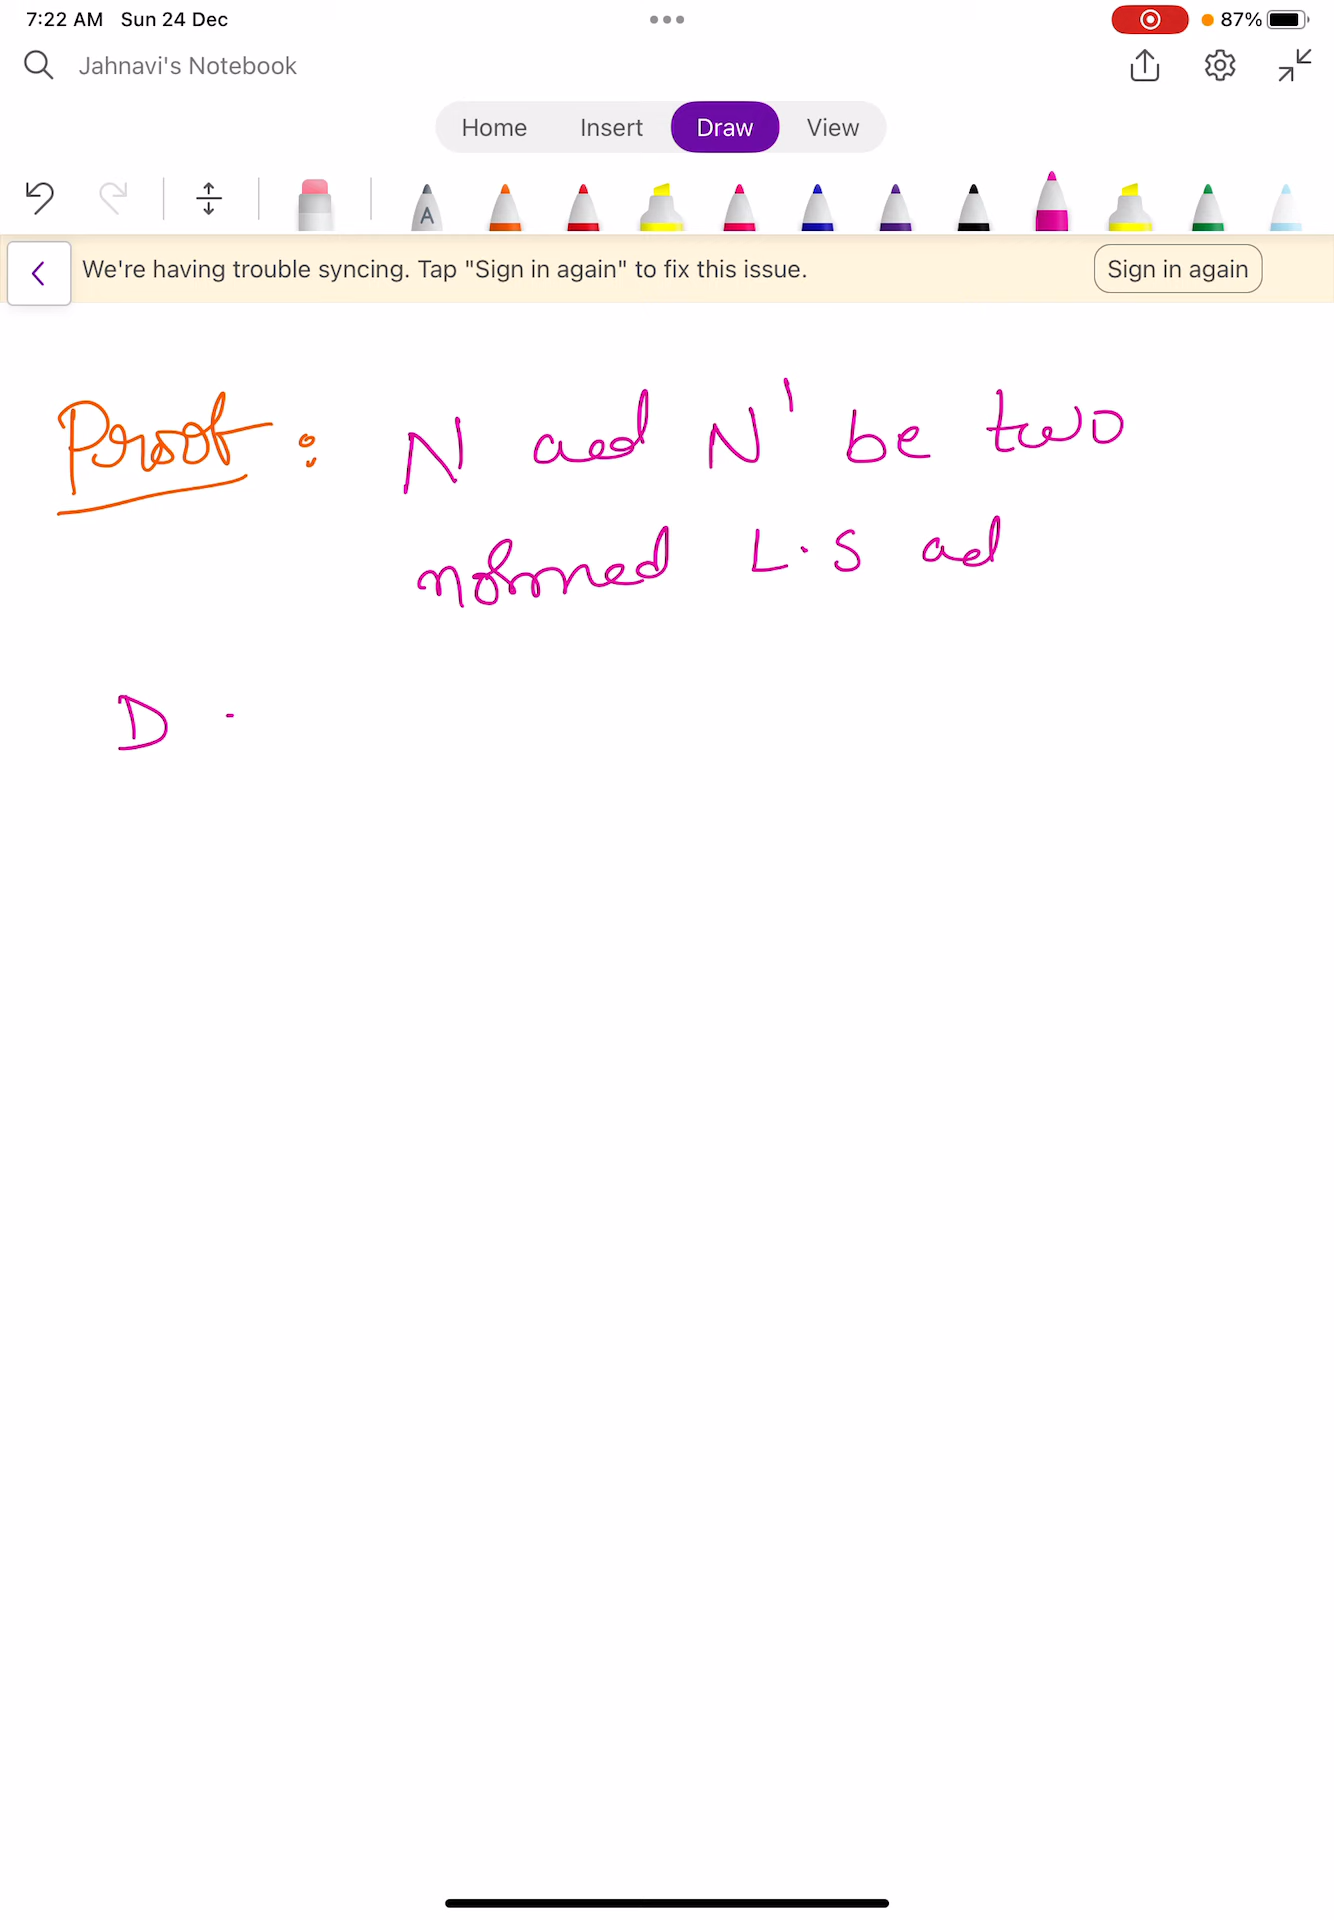 7:22 AM Sun 24 Dec 87%
Jahnavi's Notebook
Home Insert Draw View
A
We're having trouble syncing. Tap "Sign in again" to fix this issue. Sign in again
Proof : N and N' be two
normed L.S and
D